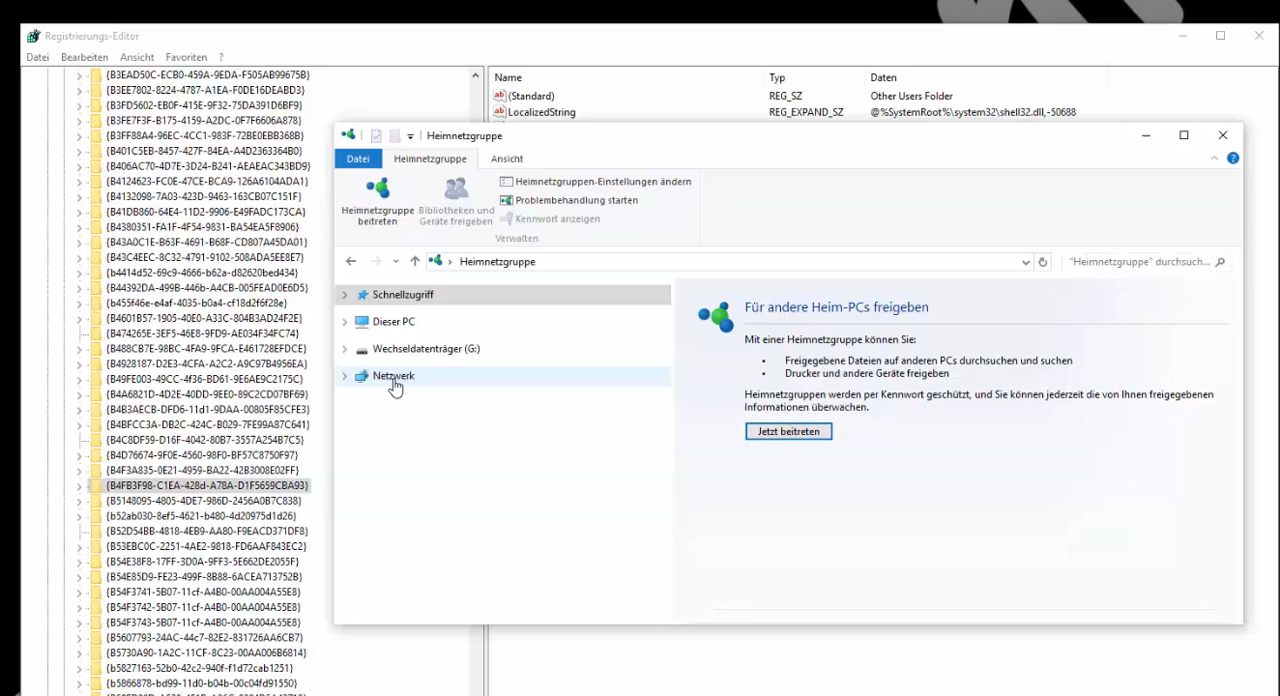 Registrierungs-Editor
Datei Bearbeiten Ansicht Favoriten ?
{B3EAD50C-ECB0-459A-9EDA-F505AB99675B}
{B3EE7802-8224-4787-A1EA-F0DE16DEABD3}
{B3FD5602-EB0F-415E-9F32-75DA391D6BF9}
{B3FE7F3F-B175-4159-A2DC-0F7F6606A878}
{B3FF88A4-96EC-4CC1-983F-72BE0EBB368B}
{B401C5EB-8457-427F-84EA-A4D2363364B0}
{B406AC70-4D7E-3D24-B241-AEAEAC343BD9}
{B4124623-FC0E-47CE-BCA9-126A6104ADA1}
{B4132098-7A03-423D-9463-163CB07C151F}
{B41DB860-64E4-11D2-9906-E49FADC173CA}
{B4380351-FA1F-4F54-9831-BA54EA5F8906}
{B43A0C1E-B63F-4691-B68F-CD807A45DA01}
{B43C4EEC-8C32-4791-9102-508ADA5EE8E7}
{b4414d52-69c9-4666-b62a-d82620bed434}
{B44392DA-499B-446b-A4CB-005FEAD0E6D5}
{b455f46e-e4af-4035-b0a4-cf18d2f6f28e}
{B4601B57-1905-40E0-A33C-804B3AD24F2E}
{B474265E-3EF5-46E8-9FD9-AE034F34FC74}
{B488CB7E-98BC-4FA9-9FCA-E461728EFDCE}
{B4928187-D2E3-4CFA-A2C2-A9C97B4956EA}
{B49FE003-49CC-4f36-BD61-9E6AE9C2175C}
{B4A6821D-4D2E-40DD-9EE0-89C2CD07BF69}
{B4B3AECB-DFD6-11d1-9DAA-00805F85CFE3}
{B4BFCC3A-DB2C-424C-B029-7FE99A87C641}
{B4C8DF59-D16F-4042-80B7-3557A254B7C5}
{B4D76674-9F0E-4560-98F0-BF57C8750F97}
{B4F3A835-0E21-4959-BA22-42B3008E02FF}
{B4FB3F98-C1EA-428d-A78A-D1F5659CBA93}
{B5148095-4805-4DE7-986D-2456A0B7C838}
{b52ab030-8ef5-4621-b480-4d20975d1d26}
{B52D54BB-4818-4EB9-AA80-F9EACD371DF8}
{B53EBC0C-2251-4AE2-9818-FD6AAF843EC2}
{B54E38F8-17FF-3D0A-9FF3-5E662DE2055F}
{B54E85D9-FE23-499F-8B88-6ACEA713752B}
{B54F3741-5B07-11cf-A4B0-00AA004A55E8}
{B54F3742-5B07-11cf-A4B0-00AA004A55E8}
{B54F3743-5B07-11cf-A4B0-00AA004A55E8}
{B5607793-24AC-44c7-82E2-831726AA6CB7}
{B5730A90-1A2C-11CF-8C23-00AA006B6814}
{b5827163-52b0-42c2-940f-f1d72cab1251}
{b5866878-bd99-11d0-b04b-00c04fd91550}
Name Typ Daten
(Standard) REG_SZ Other Users Folder
LocalizedString REG_EXPAND_SZ @%SystemRoot%\system32\shell32.dll,-50688
Heimnetzgruppe
Datei Heimnetzgruppe Ansicht
Heimnetzgruppe beitreten
Bibliotheken und Geräte freigeben
Heimnetzgruppen-Einstellungen ändern
Problembehandlung starten
Kennwort anzeigen
Verwalten
Heimnetzgruppe "Heimnetzgruppe" durchsuch...
Schnellzugriff
Dieser PC
Wechseldatenträger (G:)
Netzwerk
Für andere Heim-PCs freigeben
Mit einer Heimnetzgruppe können Sie:
• Freigegebene Dateien auf anderen PCs durchsuchen und suchen
• Drucker und andere Geräte freigeben
Heimnetzgruppen werden per Kennwort geschützt, und Sie können jederzeit die von Ihnen freigegebenen
Informationen überwachen.
Jetzt beitreten